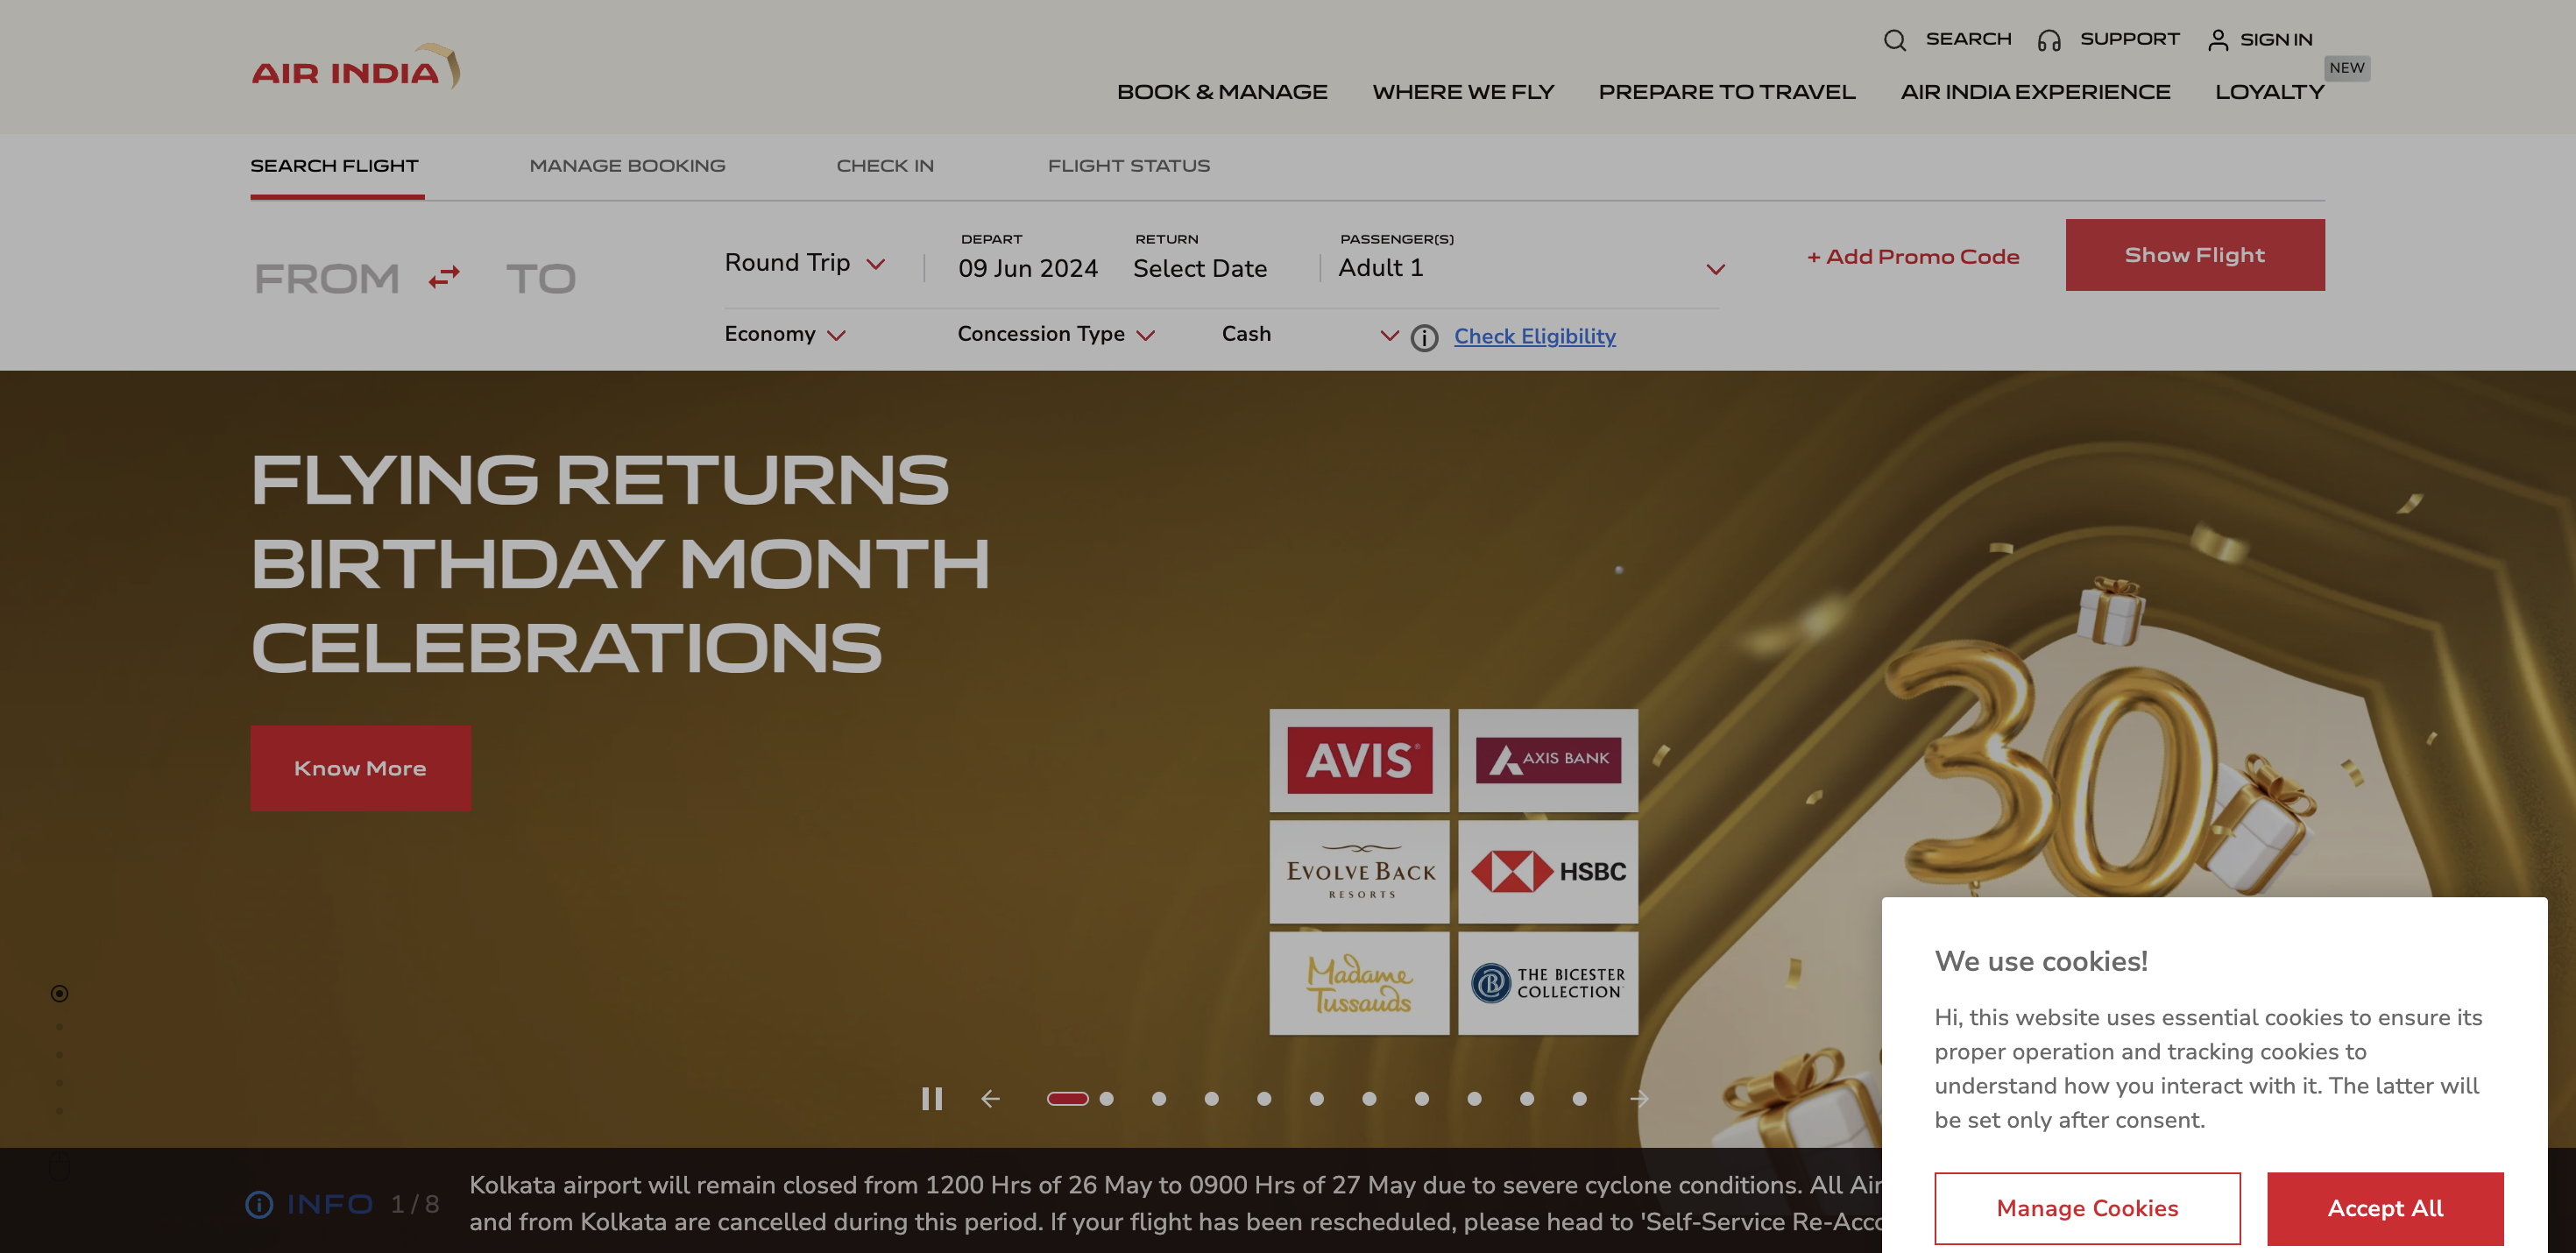 AIR INDIA
SEARCH
SUPPORT
SIGN IN
NEW
BOOK & MANAGE
WHERE WE FLY
PREPARE TO TRAVEL
AIR INDIA EXPERIENCE
LOYALTY
SEARCH FLIGHT
MANAGE BOOKING
CHECK IN
FLIGHT STATUS
FROM
TO
Round Trip
DEPART
09 Jun 2024
RETURN
Select Date
PASSENGER(S)
Adult 1
+ Add Promo Code
Show Flight
Economy
Concession Type
Cash
Check Eligibility
FLYING RETURNS
BIRTHDAY MONTH
CELEBRATIONS
Know More
AVIS
AXIS BANK
EVOLVE BACK
RESORTS
HSBC
Madame
Tussauds
THE BICESTER
COLLECTION
30
We use cookies!
Hi, this website uses essential cookies to ensure its
proper operation and tracking cookies to
understand how you interact with it. The latter will
be set only after consent.
Manage Cookies
Accept All
INFO 1 / 8
Kolkata airport will remain closed from 1200 Hrs of 26 May to 0900 Hrs of 27 May due to severe cyclone conditions. All Air
and from Kolkata are cancelled during this period. If your flight has been rescheduled, please head to 'Self-Service Re-Acco